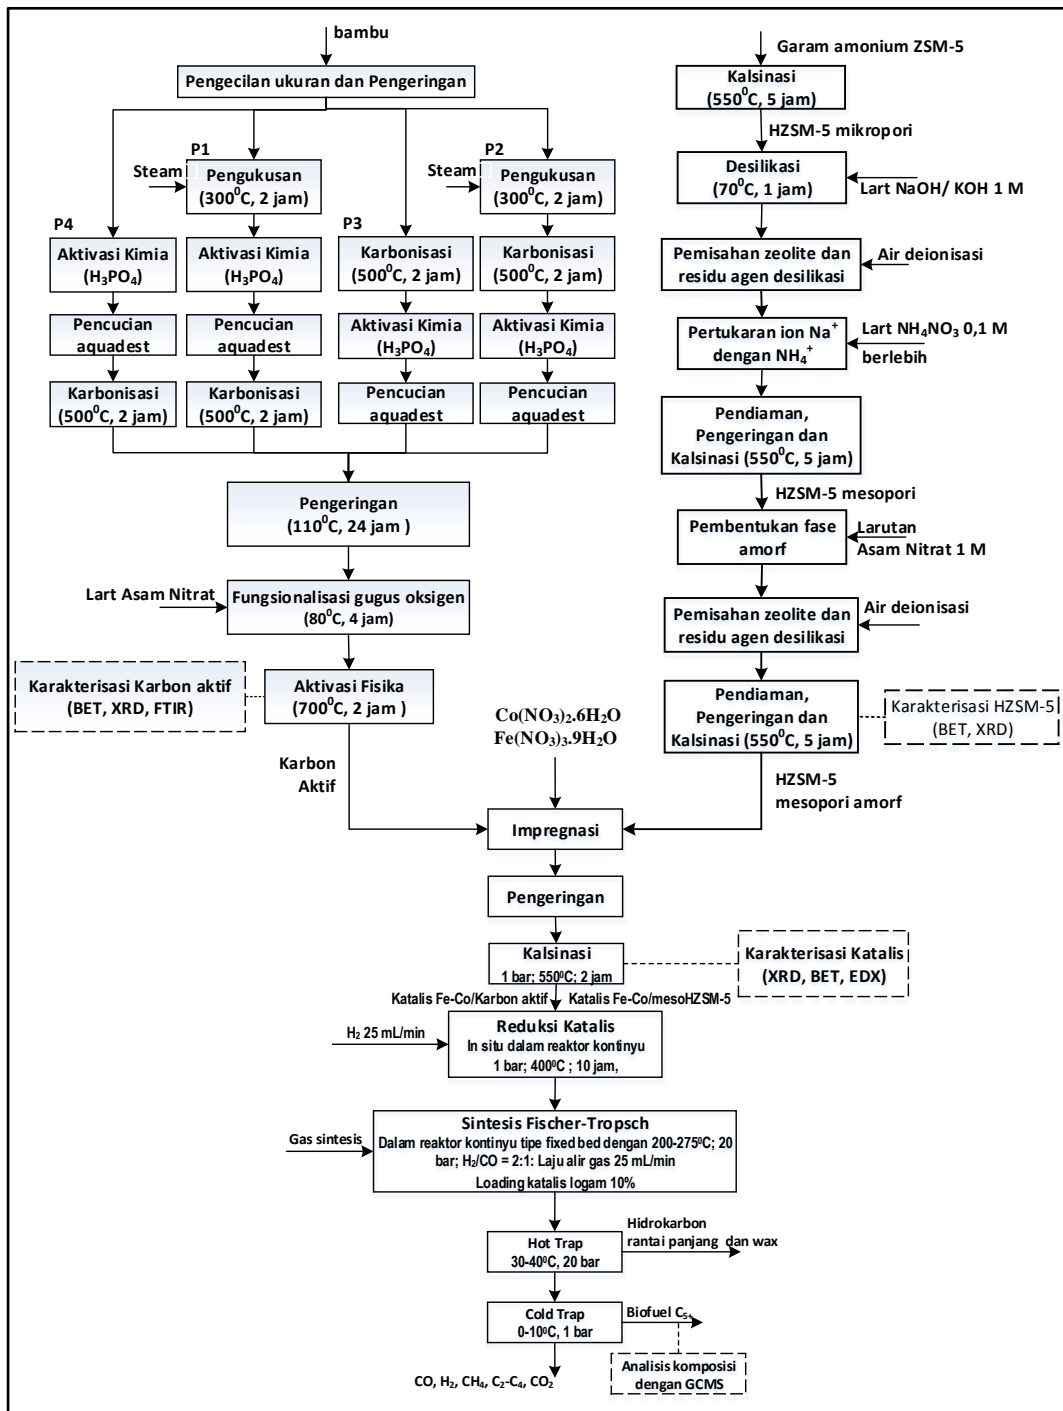 bambu
Pengecilan ukuran dan Pengeringan
P1
Steam
Pengukusan
(300⁰C, 2 jam)
P2
Steam
Pengukusan
(300⁰C, 2 jam)
P4
Aktivasi Kimia
(H₃PO₄)
Aktivasi Kimia
(H₃PO₄)
P3
Karbonisasi
(500⁰C, 2 jam)
Karbonisasi
(500⁰C, 2 jam)
Pencucian
aquadest
Pencucian
aquadest
Aktivasi Kimia
(H₃PO₄)
Aktivasi Kimia
(H₃PO₄)
Karbonisasi
(500⁰C, 2 jam)
Karbonisasi
(500⁰C, 2 jam)
Pencucian
aquadest
Pencucian
aquadest
Pengeringan
(110⁰C, 24 jam )
Lart Asam Nitrat
Fungsionalisasi gugus oksigen
(80⁰C, 4 jam)
Karakterisasi Karbon aktif
(BET, XRD, FTIR)
Aktivasi Fisika
(700⁰C, 2 jam )
Karbon
Aktif
Garam amonium ZSM-5
Kalsinasi
(550⁰C, 5 jam)
HZSM-5 mikropori
Desilikasi
(70⁰C, 1 jam)
Lart NaOH/ KOH 1 M
Pemisahan zeolite dan
residu agen desilikasi
Air deionisasi
Pertukaran ion Na⁺
dengan NH₄⁺
Lart NH₄NO₃ 0,1 M
berlebih
Pendiaman,
Pengeringan dan
Kalsinasi (550⁰C, 5 jam)
HZSM-5 mesopori
Pembentukan fase
amorf
Larutan
Asam Nitrat 1 M
Pemisahan zeolite dan
residu agen desilikasi
Air deionisasi
Pendiaman,
Pengeringan dan
Kalsinasi (550⁰C, 5 jam)
Karakterisasi HZSM-5
(BET, XRD)
HZSM-5
mesopori amorf
Co(NO₃)₂.6H₂O
Fe(NO₃)₃.9H₂O
Impregnasi
Pengeringan
Kalsinasi
1 bar; 550⁰C; 2 jam
Karakterisasi Katalis
(XRD, BET, EDX)
Katalis Fe-Co/Karbon aktif
Katalis Fe-Co/mesoHZSM-5
H₂ 25 mL/min
Reduksi Katalis
In situ dalam reaktor kontinyu
1 bar; 400⁰C ; 10 jam,
Gas sintesis
Sintesis Fischer-Tropsch
Dalam reaktor kontinyu tipe fixed bed dengan 200-275⁰C; 20
bar; H₂/CO = 2:1: Laju alir gas 25 mL/min
Loading katalis logam 10%
Hot Trap
30-40⁰C, 20 bar
Hidrokarbon
rantai panjang dan wax
Cold Trap
0-10⁰C, 1 bar
Biofuel C₅₊
Analisis komposisi
dengan GCMS
CO, H₂, CH₄, C₂-C₄, CO₂